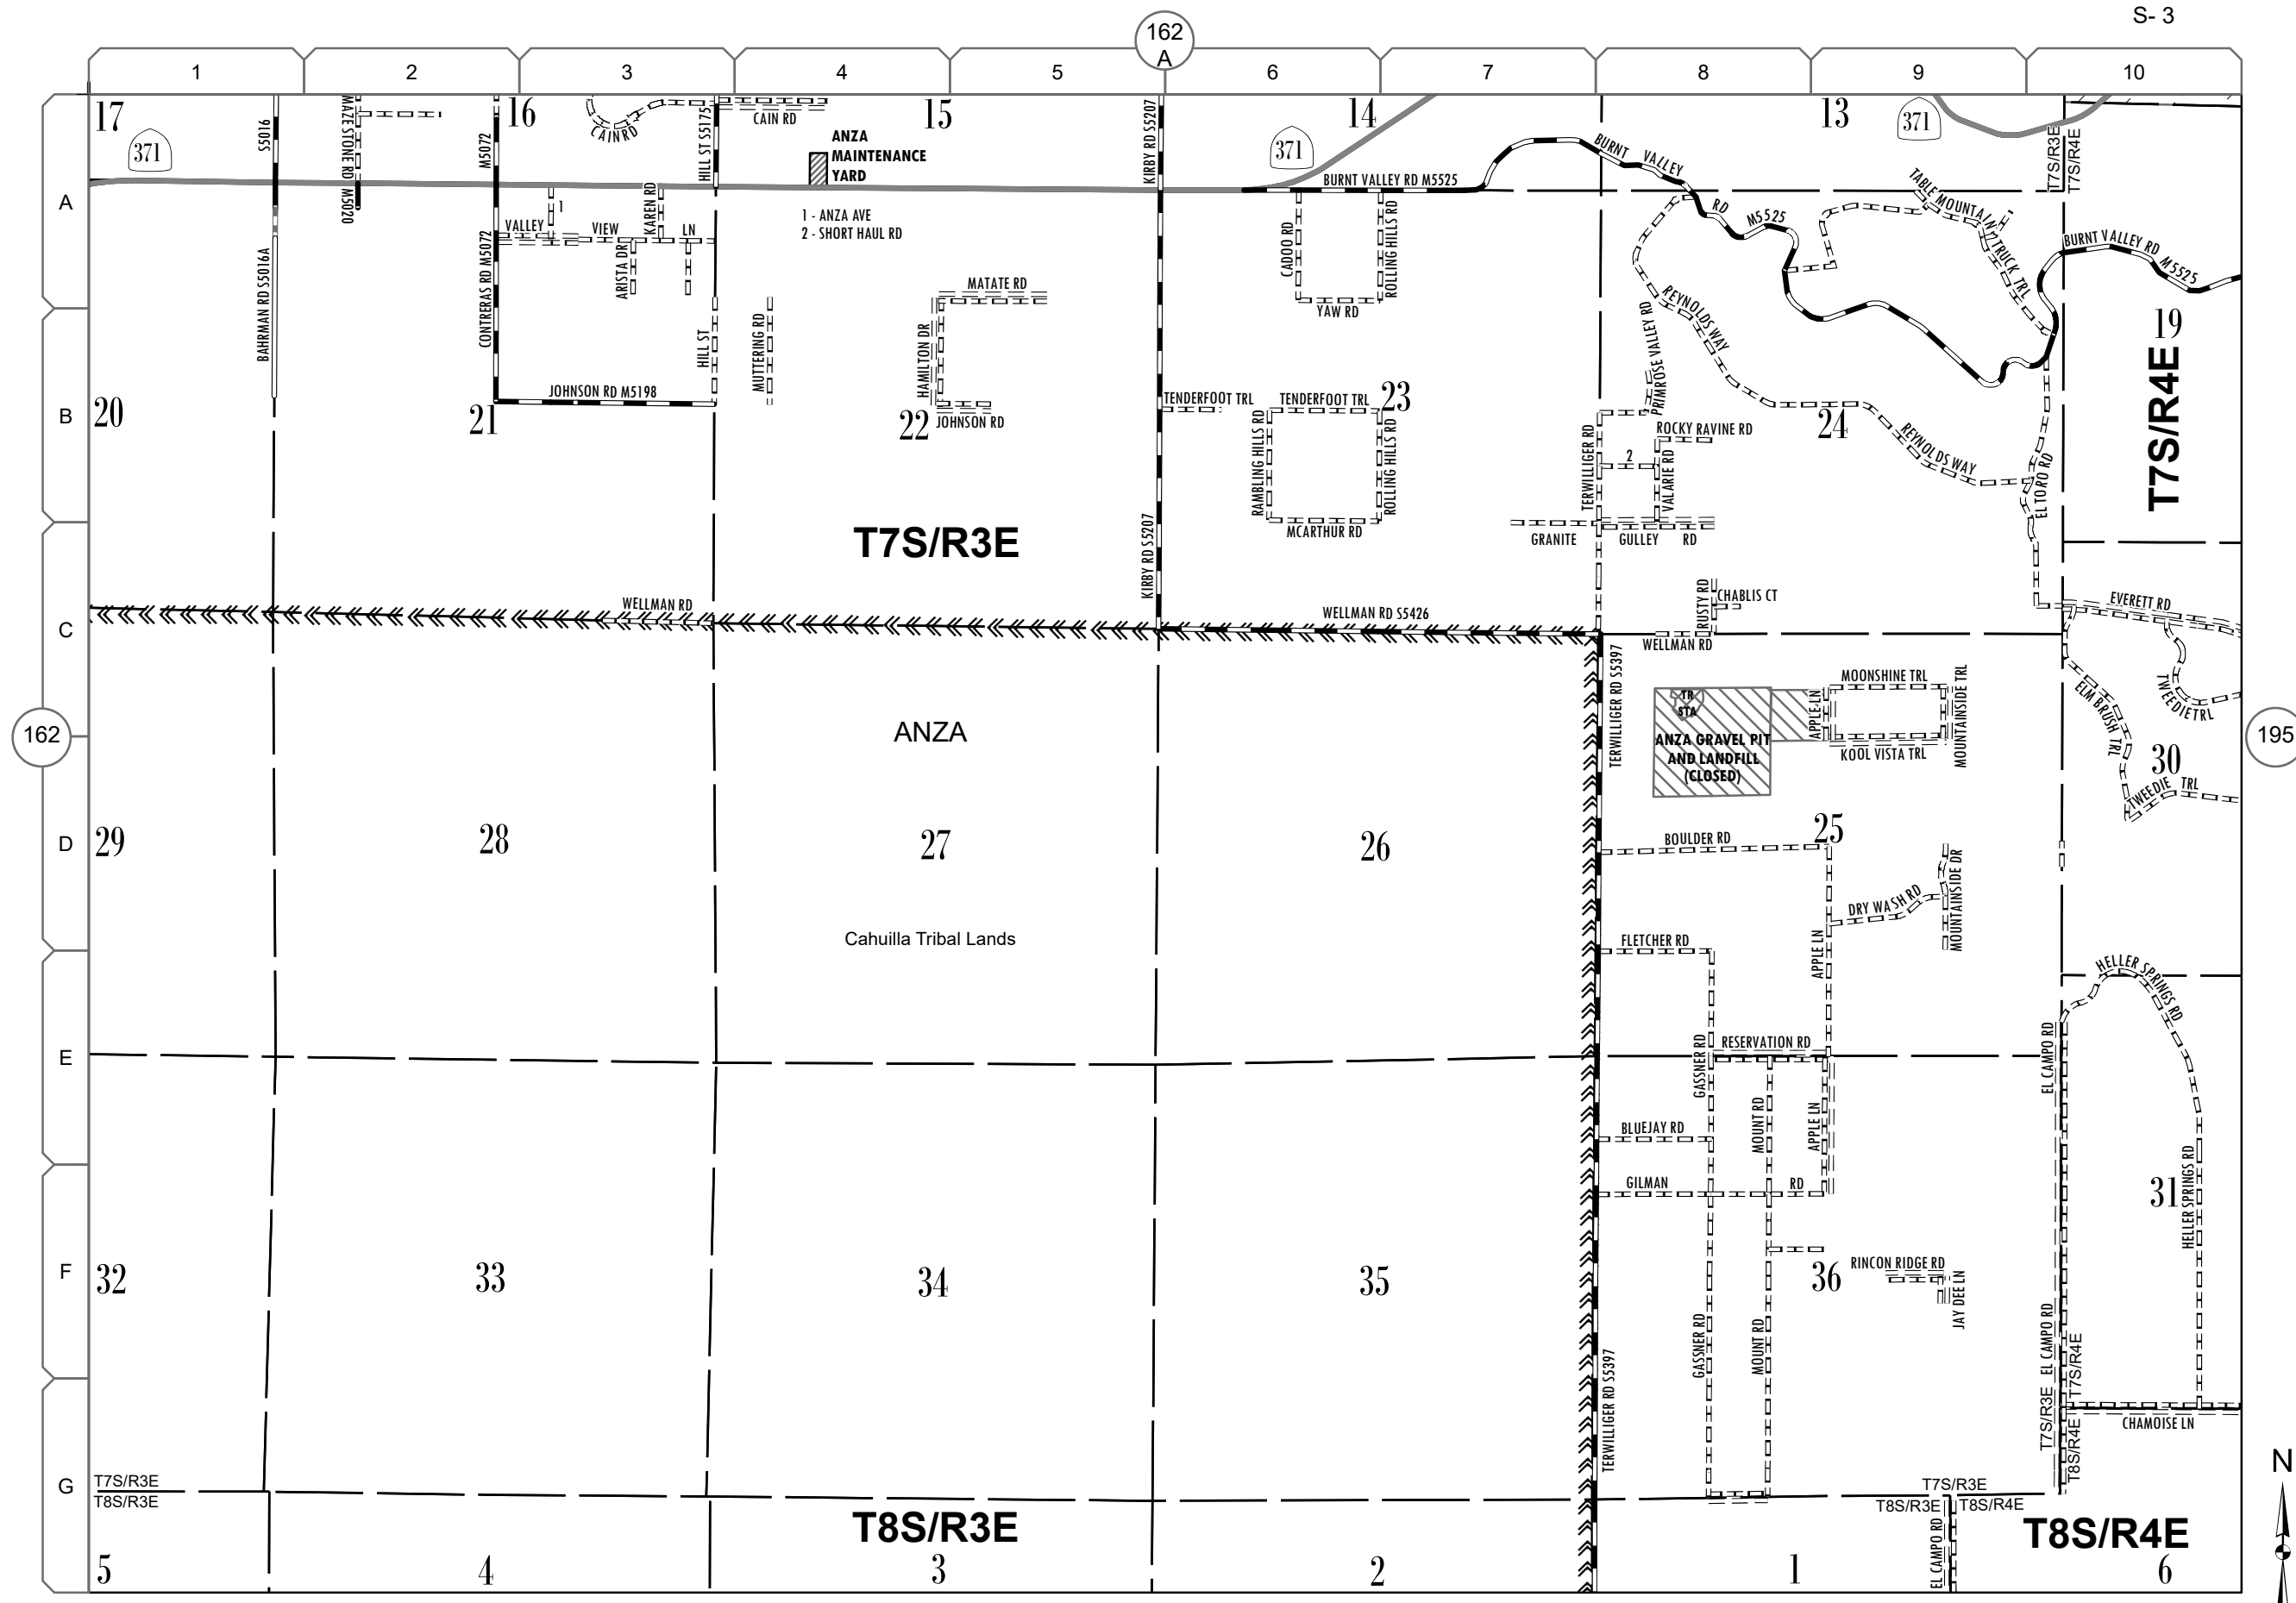 S- 3
162
A
1
2
3
4
5
6
7
8
9
10
A
B
C
D
E
F
G
162
195
N
17
371
S5016
MAZE STONE RD M5020
M5072
16
CAIN RD
HILL ST S5175
CAIN RD
ANZA
MAINTENANCE
YARD
15
KIRBY RD S5207
14
371
BURNT VALLEY RD M5525
BURNT VALLEY
RD M5525
13
371
T7S/R3E
T7S/R4E
TABLE MOUNTAIN TRUCK TRL
BURNT VALLEY RD M5525
1 - ANZA AVE
2 - SHORT HAUL RD
VALLEY VIEW LN
1
KAREN RD
ARISTA DR
BAHRMAN RD S5016A
CONTRERAS RD M5072
HILL ST
MUTTERING RD
MATATE RD
HAMILTON DR
JOHNSON RD M5198
JOHNSON RD
CADOO RD
ROLLING HILLS RD
YAW RD
REYNOLDS WAY
PRIMROSE VALLEY RD
19
T7S/R4E
20
21
22
TENDERFOOT TRL
TENDERFOOT TRL
23
RAMBLING HILLS RD
ROLLING HILLS RD
MCARTHUR RD
TERWILIGER RD
ROCKY RAVINE RD
2
VALARIE RD
24
REYNOLDS WAY
EL TORO RD
GRANITE GULLEY RD
T7S/R3E
KIRBY RD S5207
WELLMAN RD
WELLMAN RD S5426
RUSTY RD
CHABLIS CT
WELLMAN RD
EVERETT RD
ANZA
TERWILIGER RD S5397
TR
STA
ANZA GRAVEL PIT
AND LANDFILL
(CLOSED)
APPLE LN
MOONSHINE TRL
MOUNTAINSIDE TRL
KOOL VISTA TRL
ELM BRUSH TRL
TWEEDIE TRL
30
TWEEDIE TRL
29
28
27
26
25
BOULDER RD
DRY WASH RD
MOUNTAINSIDE DR
Cahuilla Tribal Lands
FLETCHER RD
APPLE LN
HELLER SPRINGS RD
RESERVATION RD
GASSNER RD
EL CAMPO RD
BLUEJAY RD
MOUNT RD
APPLE LN
GILMAN RD
31
HELLER SPRINGS RD
32
33
34
35
36
RINCON RIDGE RD
JAY DEE LN
GASSNER RD
MOUNT RD
TERWILIGER RD S5397
T7S/R3E EL CAMPO RD
T8S/R4E T7S/R4E
CHAMOISE LN
T7S/R3E
T8S/R3E
T7S/R3E
T8S/R3E T8S/R4E
EL CAMPO RD
T8S/R3E
T8S/R4E
5
4
3
2
1
6